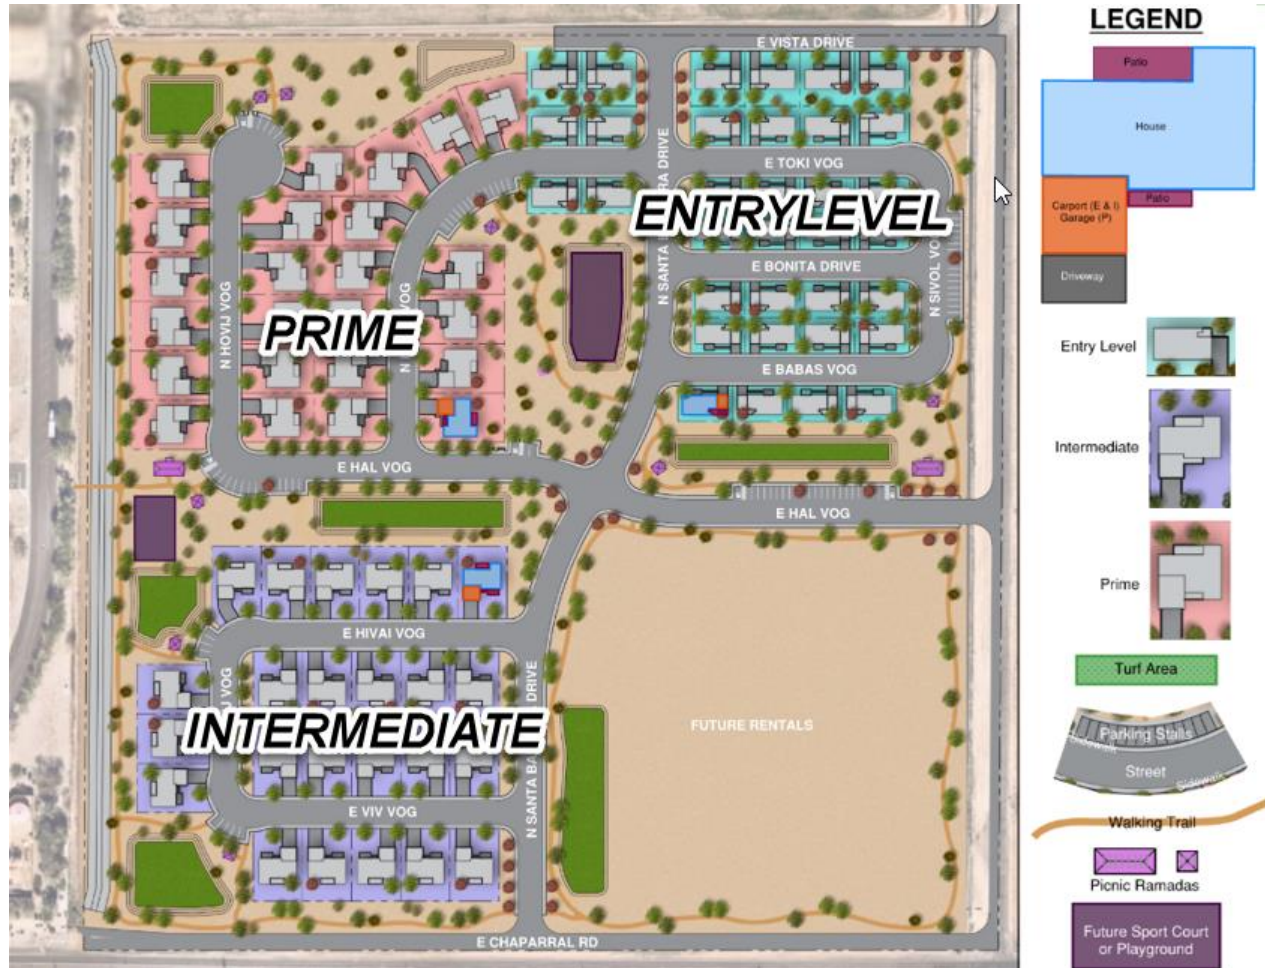 E VISTA DRIVE
E TOKI VOG
ENTRYLEVEL
N SANTA
RA DRIVE
E BONITA DRIVE
N SIVOL VO
E BABAS VOG
N HOVIJ VOG
PRIME
N
VOG
E HAL VOG
E HAL VOG
E HIVAI VOG
VOG
INTERMEDIATE
N SANTA BA
DRIVE
E VIV VOG
FUTURE RENTALS
E CHAPARRAL RD
LEGEND
Patio
House
Carport (E & I)
Garage (P)
Patio
Driveway
Entry Level
Intermediate
Prime
Turf Area
Parking Stalls
Sidewalk
Street
Sidewalk
Walking Trail
Picnic Ramadas
Future Sport Court
or Playground